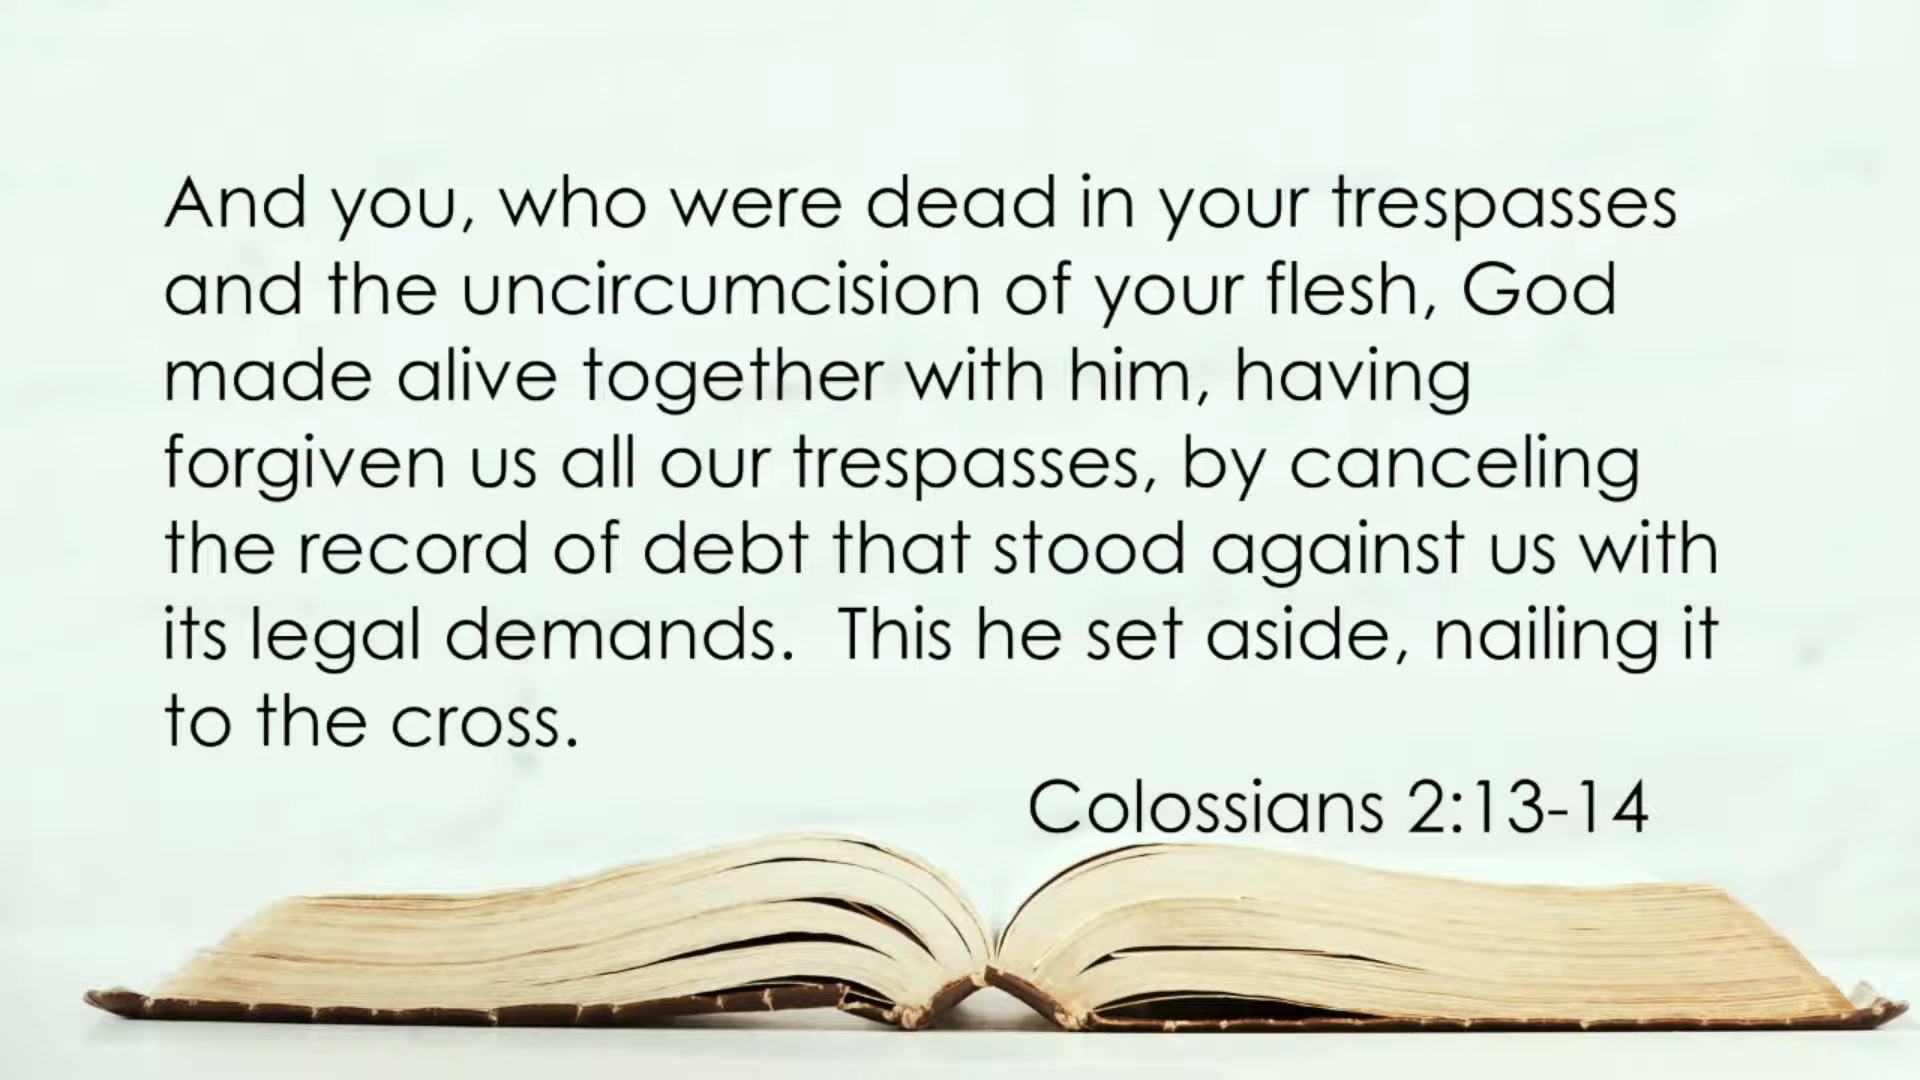 And you, who were dead in your trespasses
and the uncircumcision of your flesh, God
made alive together with him, having
forgiven us all our trespasses, by canceling
the record of debt that stood against us with
its legal demands.  This he set aside, nailing it
to the cross.
Colossians 2:13-14